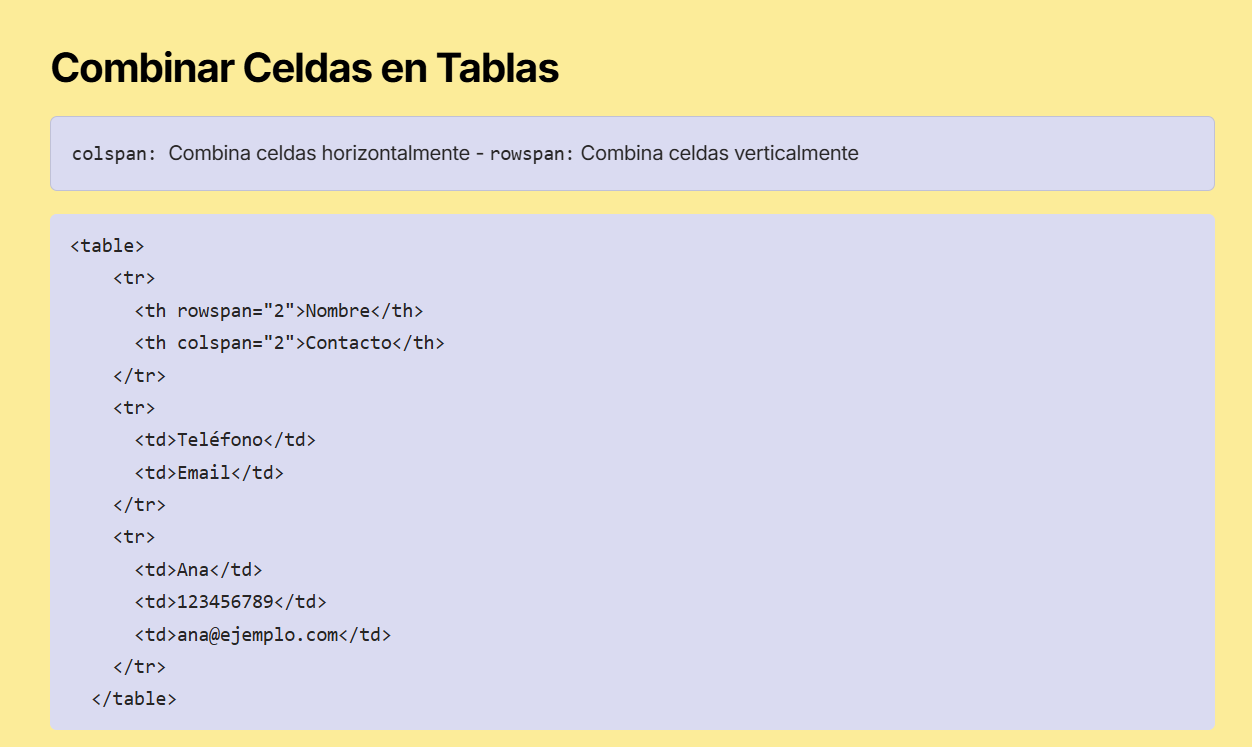 Combinar Celdas en Tablas
colspan: Combina celdas horizontalmente - rowspan: Combina celdas verticalmente
<table>
    <tr>
      <th rowspan="2">Nombre</th>
      <th colspan="2">Contacto</th>
    </tr>
    <tr>
      <td>Teléfono</td>
      <td>Email</td>
    </tr>
    <tr>
      <td>Ana</td>
      <td>123456789</td>
      <td>ana@ejemplo.com</td>
    </tr>
  </table>